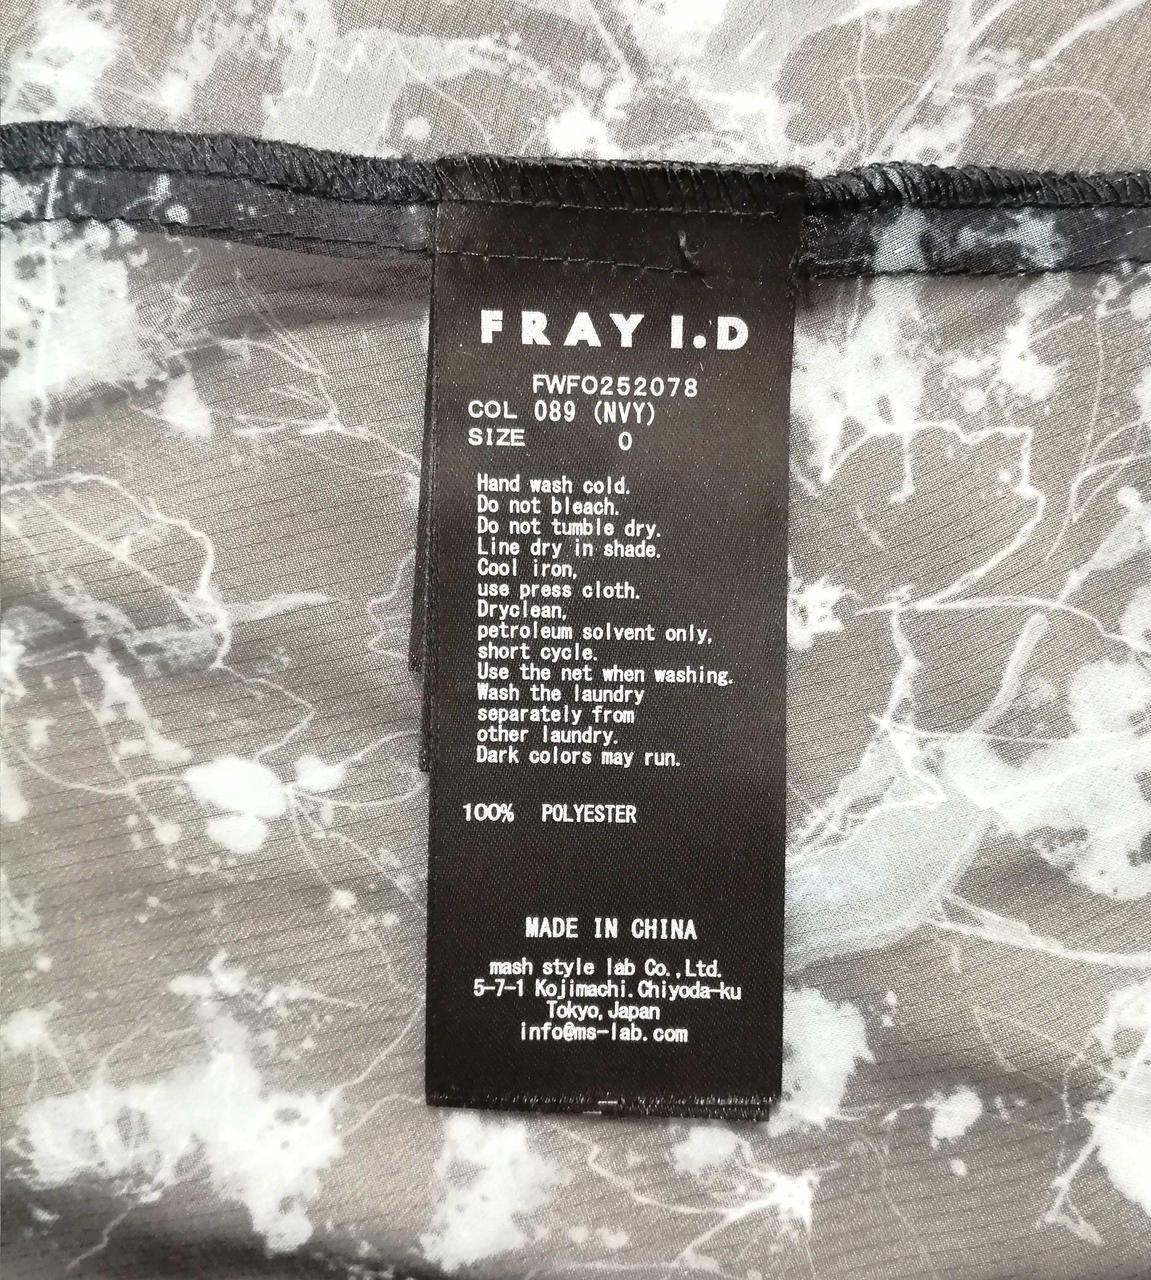 FRAY I.D
FWFO252078
COL 089 (NVY)
SIZE 0
Hand wash cold.
Do not bleach.
Do not tumble dry.
Line dry in shade.
Cool iron,
use press cloth.
Dryclean,
petroleum solvent only,
short cycle.
Use the net when washing.
Wash the laundry
separately from
other laundry.
Dark colors may run.
100% POLYESTER
MADE IN CHINA
mash style lab Co.,Ltd.
5-7-1 Kojimachi.Chiyoda-ku
Tokyo,Japan
info@ms-lab.com